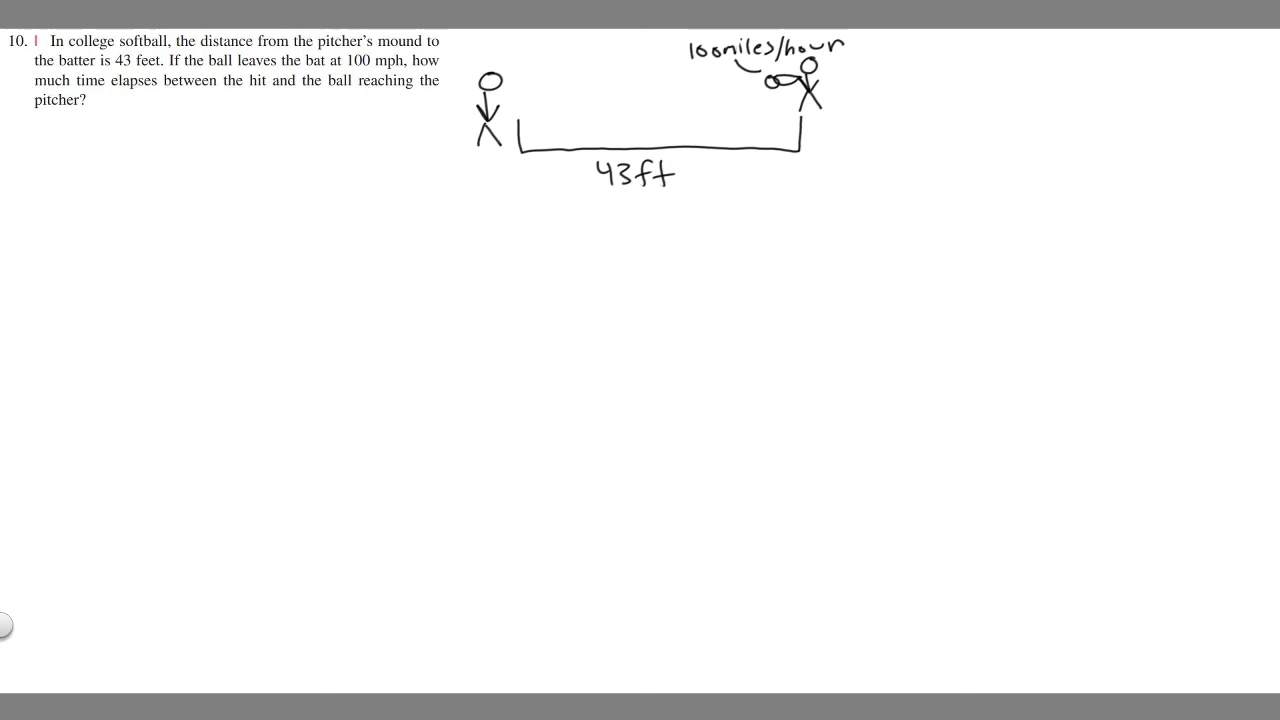 10. | In college softball, the distance from the pitcher's mound to
the batter is 43 feet. If the ball leaves the bat at 100 mph, how
much time elapses between the hit and the ball reaching the
pitcher?
100miles/hour
43ft